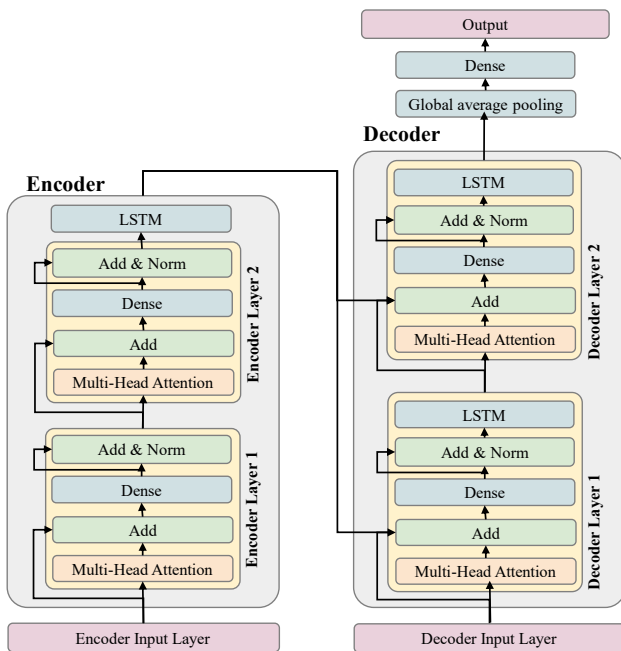 Output
Dense
Global average pooling
Decoder
LSTM
Add & Norm
Dense
Add
Multi-Head Attention
Decoder Layer 2
LSTM
Add & Norm
Dense
Add
Multi-Head Attention
Decoder Layer 1
Decoder Input Layer
Encoder
LSTM
Add & Norm
Dense
Add
Multi-Head Attention
Encoder Layer 2
Add & Norm
Dense
Add
Multi-Head Attention
Encoder Layer 1
Encoder Input Layer